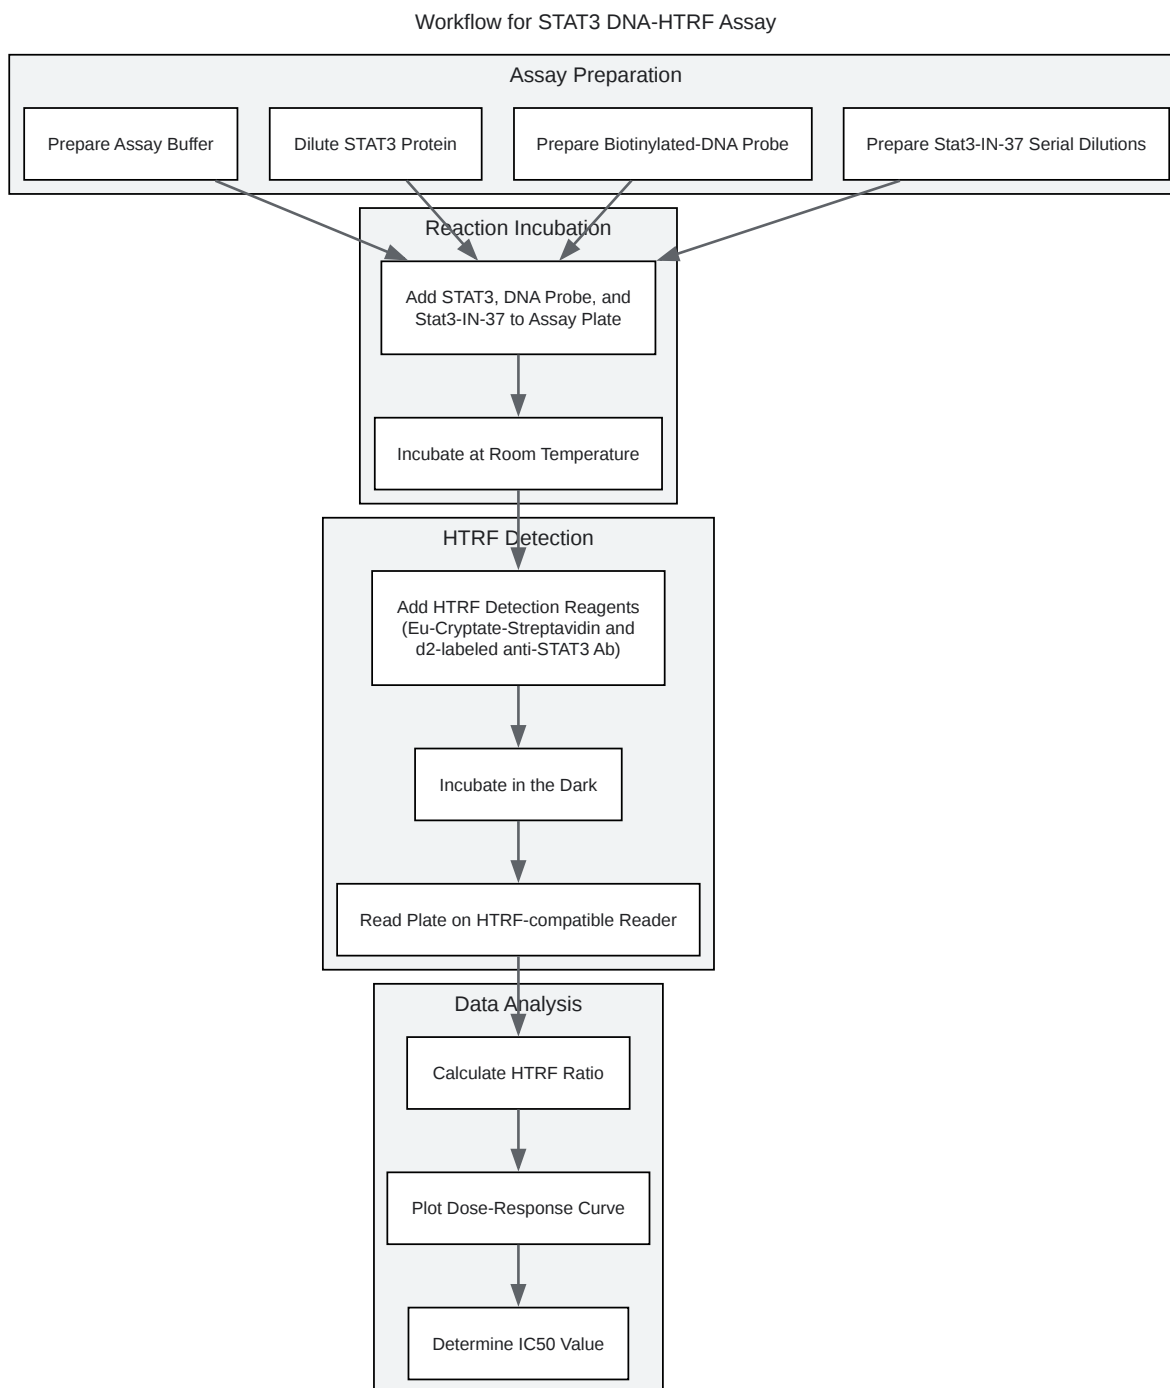 Workflow for STAT3 DNA-HTRF Assay
Assay Preparation
Prepare Assay Buffer
Dilute STAT3 Protein
Prepare Biotinylated-DNA Probe
Prepare Stat3-IN-37 Serial Dilutions
Reaction Incubation
Add STAT3, DNA Probe, and
Stat3-IN-37 to Assay Plate
Incubate at Room Temperature
HTRF Detection
Add HTRF Detection Reagents
(Eu-Cryptate-Streptavidin and
d2-labeled anti-STAT3 Ab)
Incubate in the Dark
Read Plate on HTRF-compatible Reader
Data Analysis
Calculate HTRF Ratio
Plot Dose-Response Curve
Determine IC50 Value